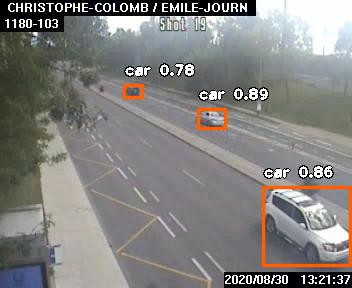 CHRISTOPHE-COLOMB / EMILE-JOURN
1180-103
Shot 19
car 0.78
car 0.89
car 0.86
2020/08/30 13:21:37